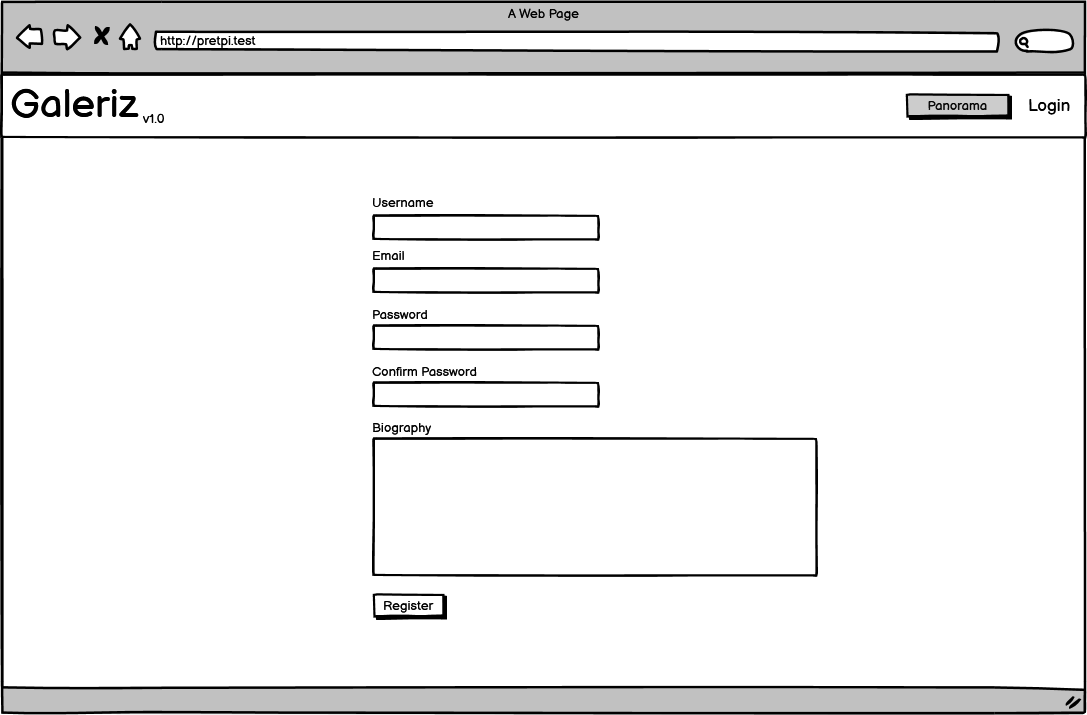 A Web Page
http://pretpi.test
Galeriz v1.0
Panorama
Login
Username
Email
Password
Confirm Password
Biography
Register